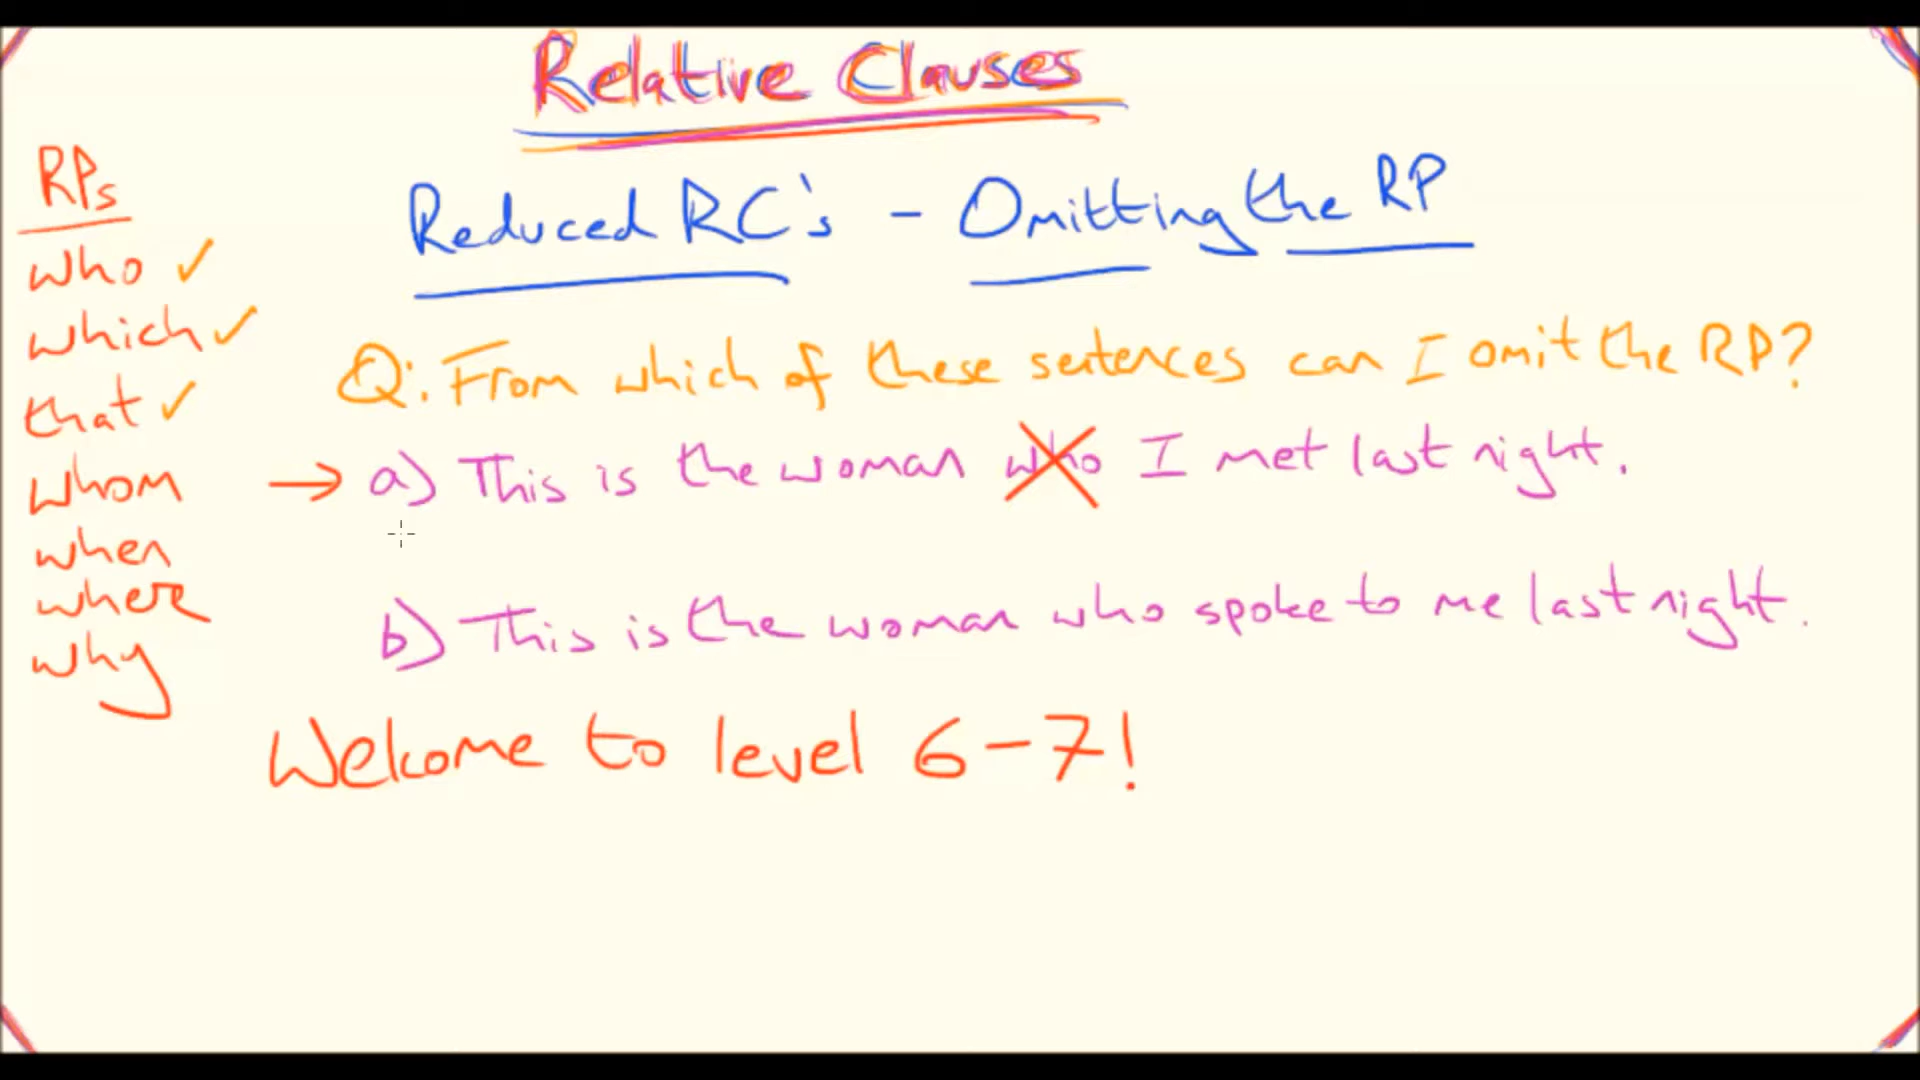 Relative Clauses
Reduced RC's - Omitting the RP
RPs
who ✓
which ✓
that ✓
whom
when
where
why
Q: From which of these sentences can I omit the RP?
→ a) This is the woman who I met last night.
b) This is the woman who spoke to me last night.
Welcome to level 6-7!